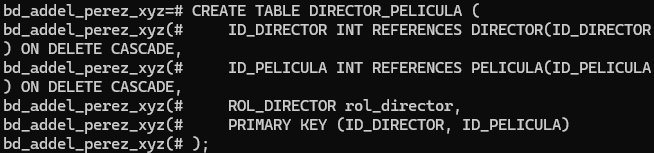 bd_addel_perez_xyz=# CREATE TABLE DIRECTOR_PELICULA (
bd_addel_perez_xyz(#     ID_DIRECTOR INT REFERENCES DIRECTOR(ID_DIRECTOR
) ON DELETE CASCADE,
bd_addel_perez_xyz(#     ID_PELICULA INT REFERENCES PELICULA(ID_PELICULA
) ON DELETE CASCADE,
bd_addel_perez_xyz(#     ROL_DIRECTOR rol_director,
bd_addel_perez_xyz(#     PRIMARY KEY (ID_DIRECTOR, ID_PELICULA)
bd_addel_perez_xyz(# );